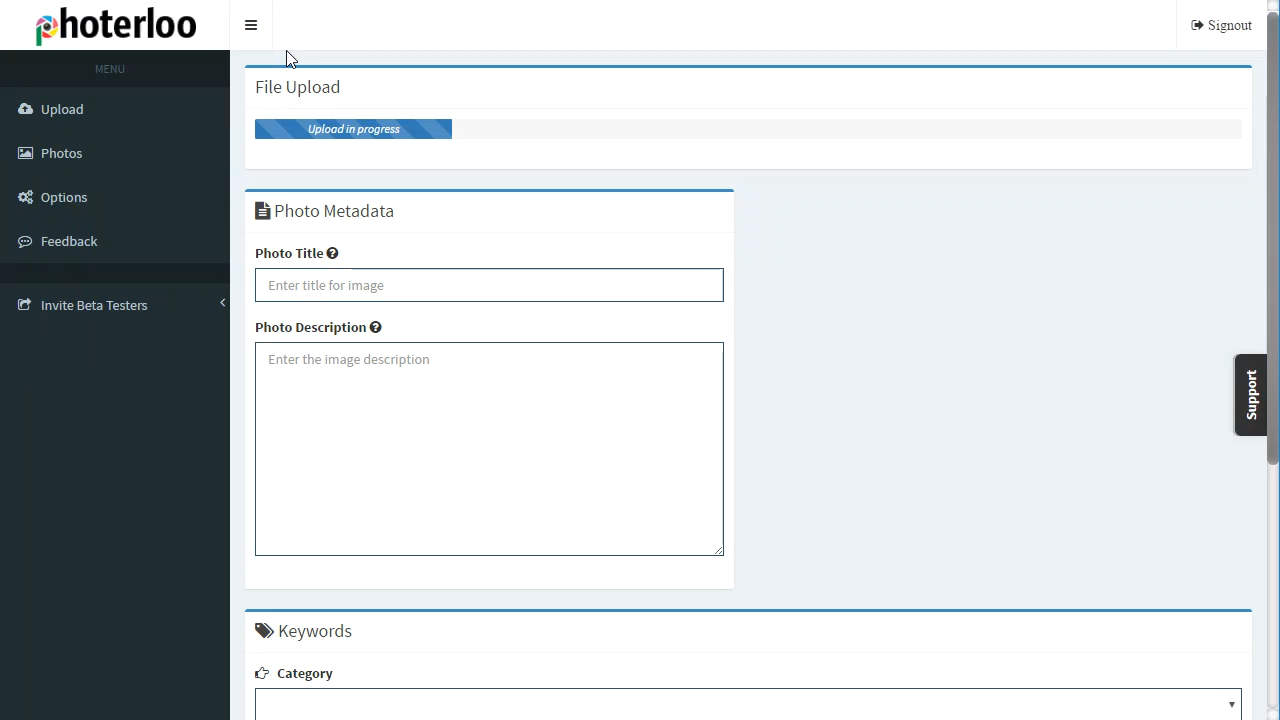 photerloo
Signout
MENU
Upload
Photos
Options
Feedback
Invite Beta Testers
File Upload
Upload in progress
Photo Metadata
Photo Title
Enter title for image
Photo Description
Enter the image description
Keywords
Category
Support